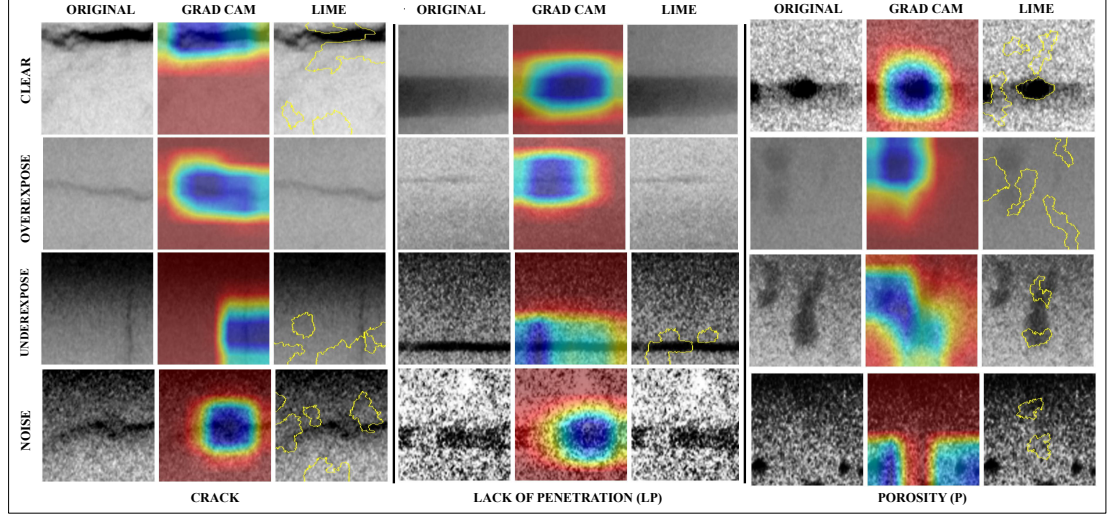 ORIGINAL GRAD CAM LIME ORIGINAL GRAD CAM LIME ORIGINAL GRAD CAM LIME
CLEAR
OVEREXPOSE
UNDEREXPOSE
NOISE
CRACK LACK OF PENETRATION (LP) POROSITY (P)